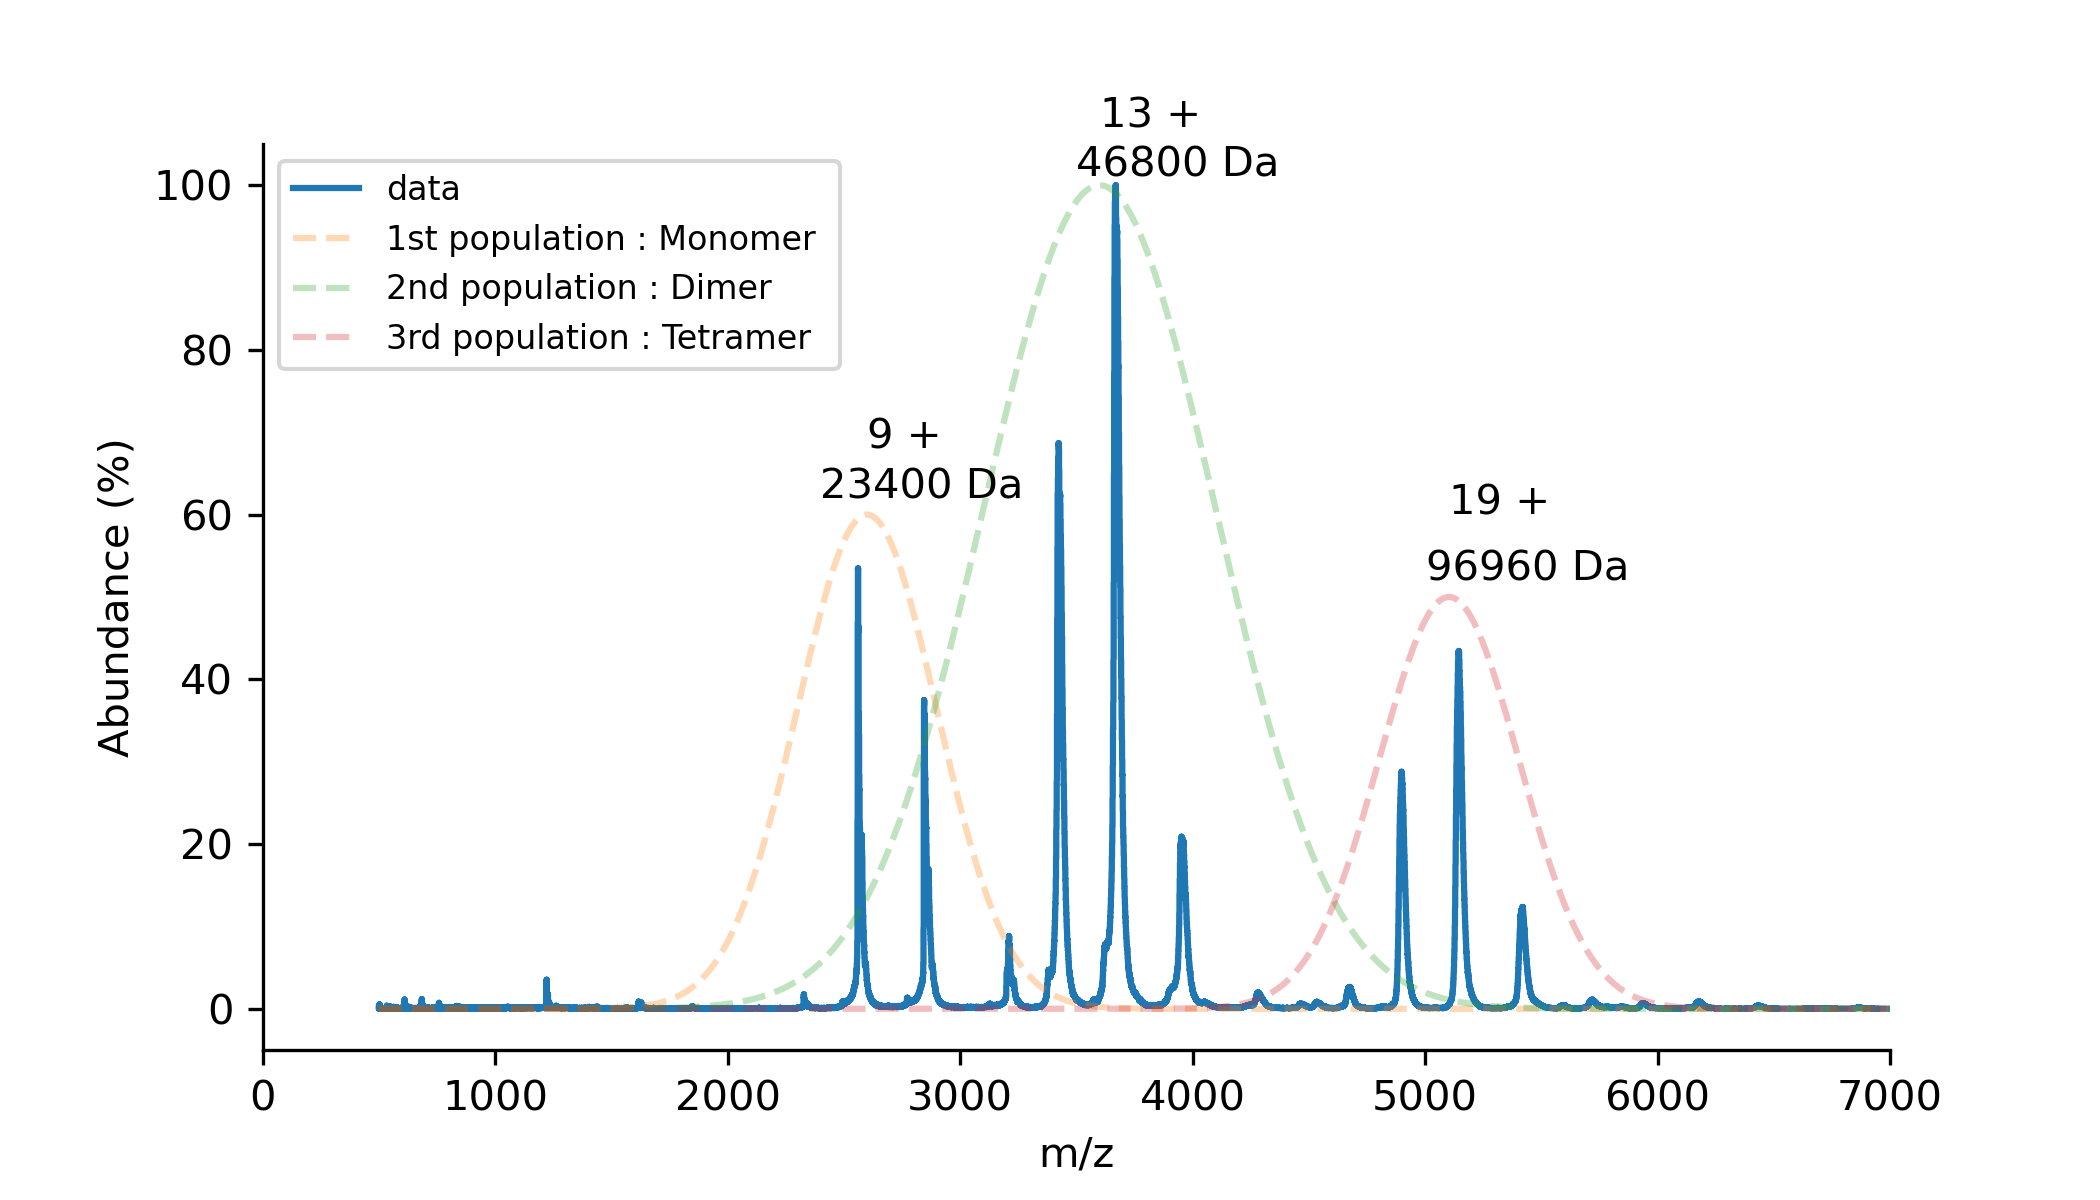 13 +
46800 Da
100
data
1st population : Monomer
2nd population : Dimer
3rd population : Tetramer
80
9 +
23400 Da
19 +
60
96960 Da
Abundance (%)
40
20
0
0 1000 2000 3000 4000 5000 6000 7000
m/z